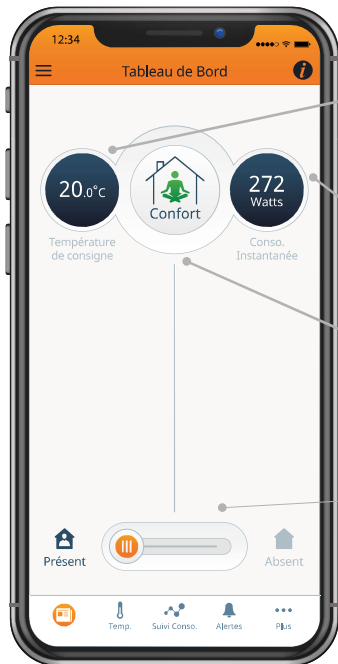 12:34
Tableau de Bord
i
20.0°C
Confort
272
Watts
Température
de consigne
Conso.
Instantanée
Présent
Absent
Temp.
Suivi Conso.
Alertes
Plus